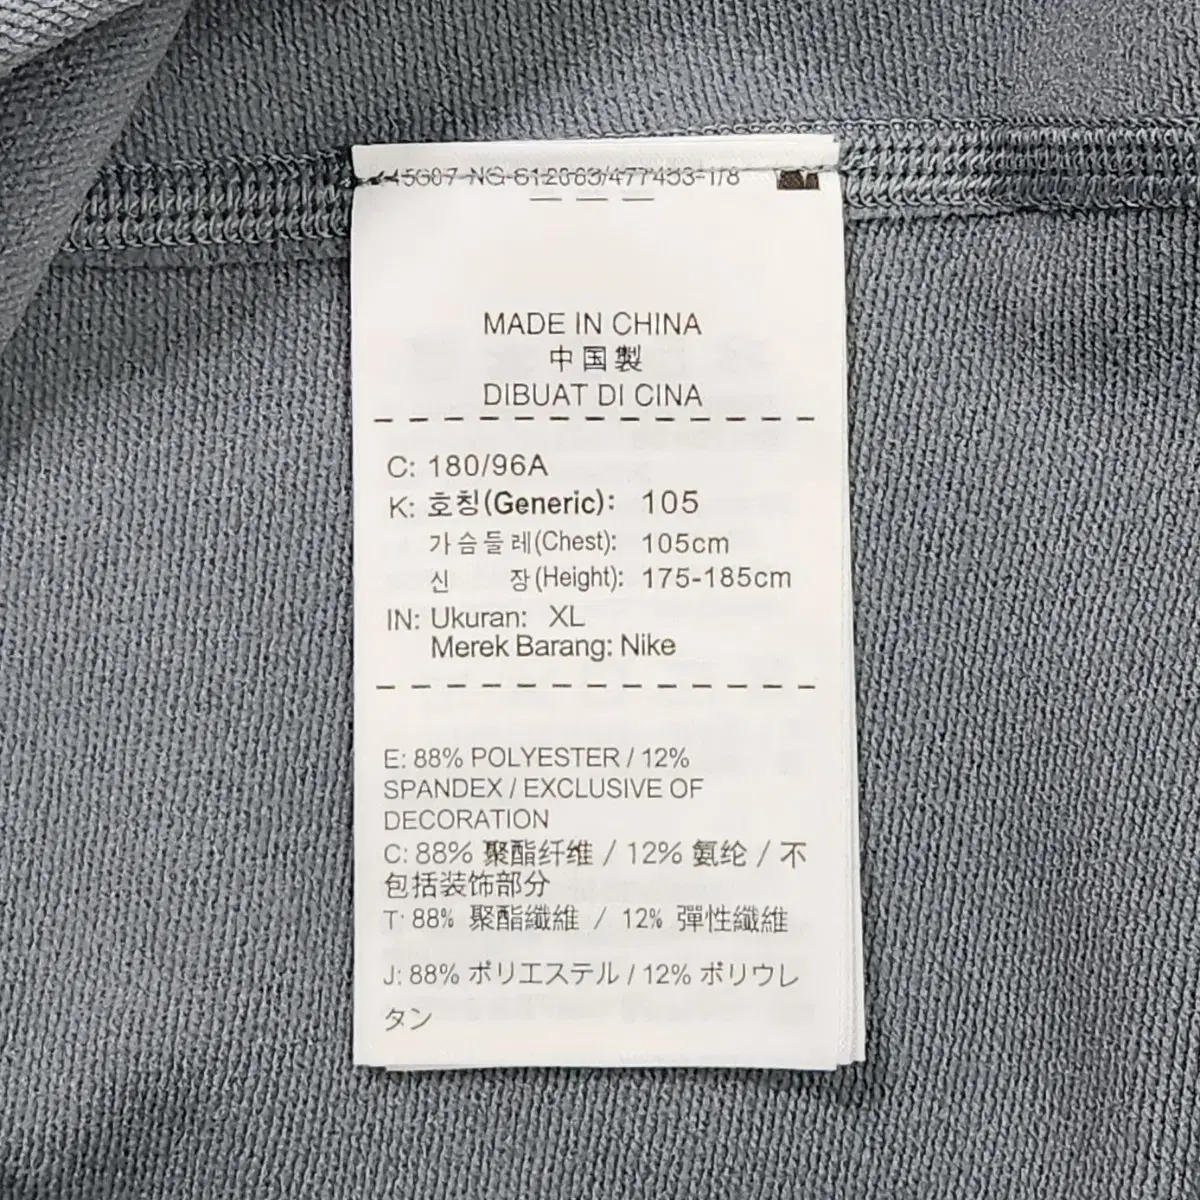 MADE IN CHINA
中国製
DIBUAT DI CINA
C: 180/96A
K: 호칭(Generic): 105
가슴둘레(Chest): 105cm
신 장(Height): 175-185cm
IN: Ukuran: XL
Merek Barang: Nike
E: 88% POLYESTER / 12%
SPANDEX / EXCLUSIVE OF
DECORATION
C: 88% 聚酯纤维 / 12% 氨纶 / 不
包括装饰部分
T: 88% 聚酯纖維 / 12% 彈性纖維
J: 88% ポリエステル / 12% ポリウレ
タン